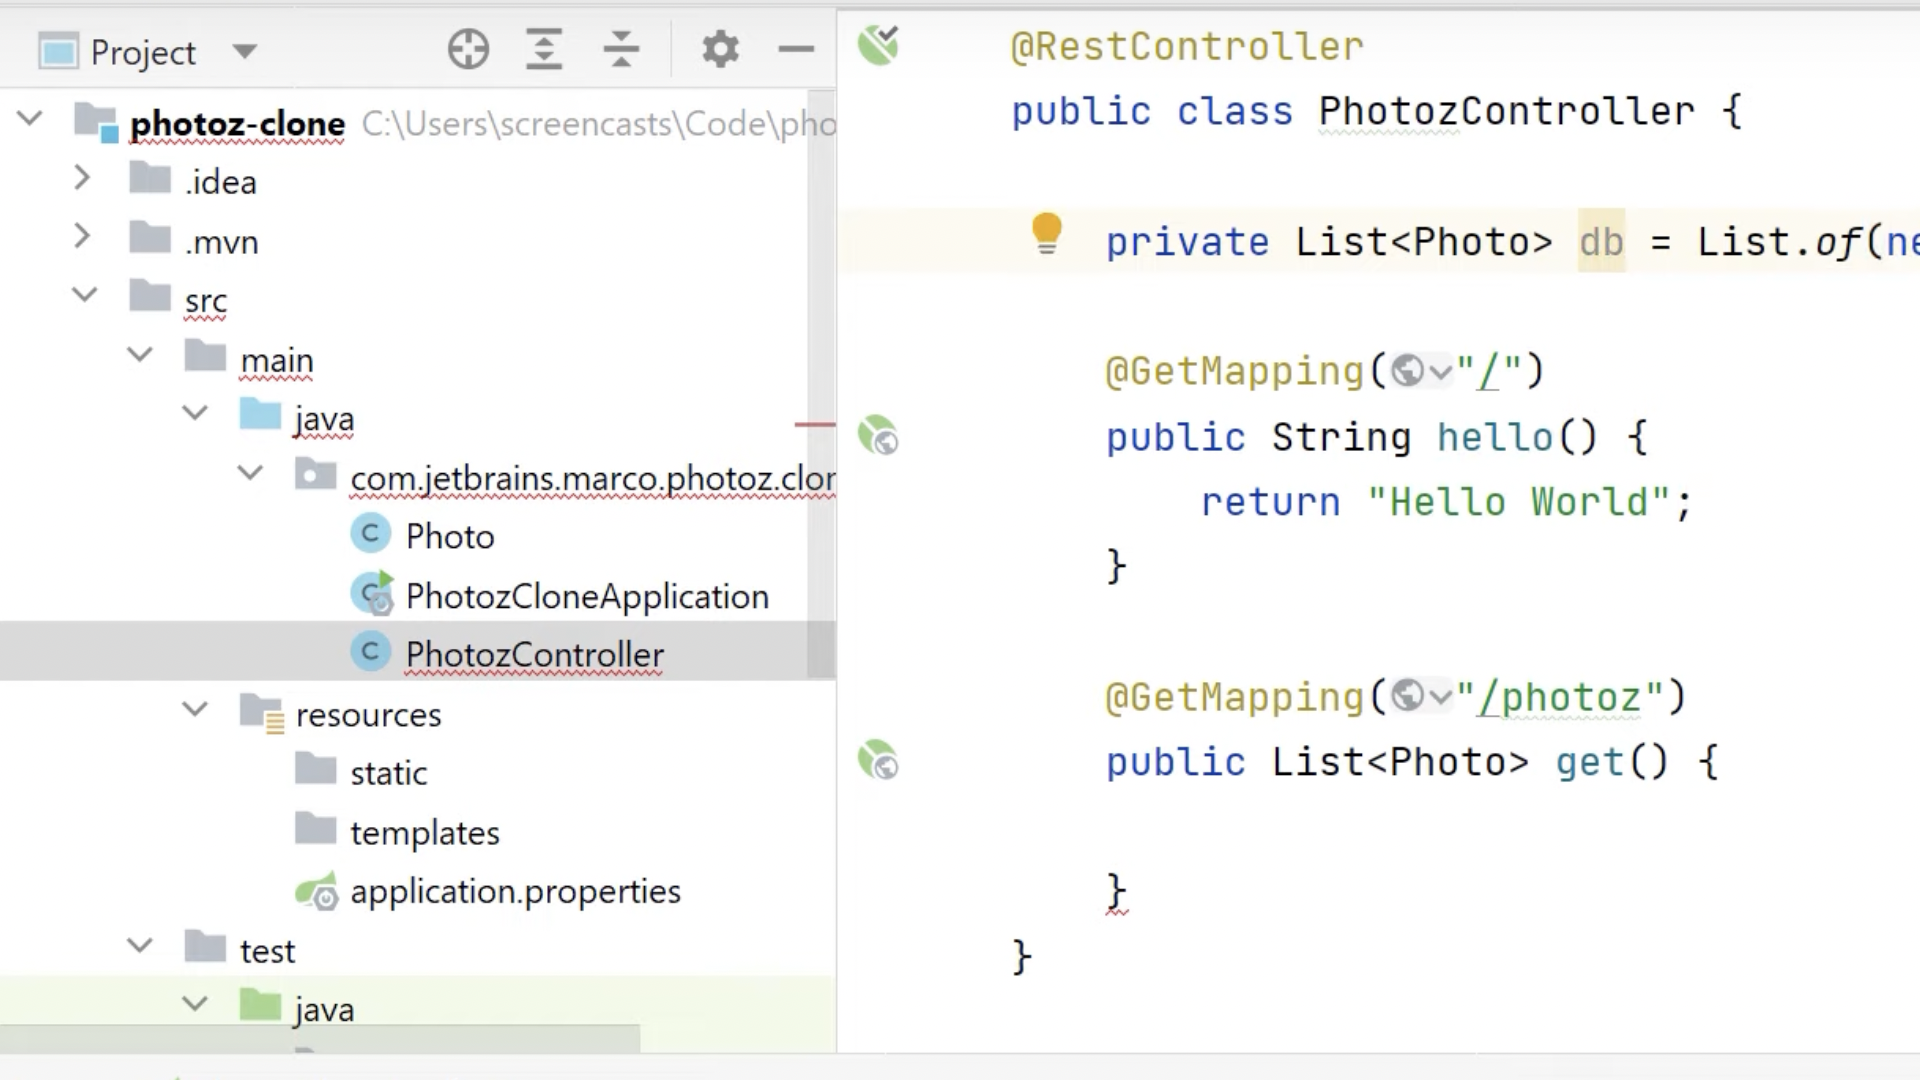 Project
photoz-clone C:\Users\screencasts\Code\pho
.idea
.mvn
src
main
java
com.jetbrains.marco.photoz.clon
Photo
PhotozCloneApplication
PhotozController
resources
static
templates
application.properties
test
java
@RestController
public class PhotozController {
private List<Photo> db = List.of(ne
@GetMapping("/")
public String hello() {
return "Hello World";
}
@GetMapping("/photoz")
public List<Photo> get() {
}
}